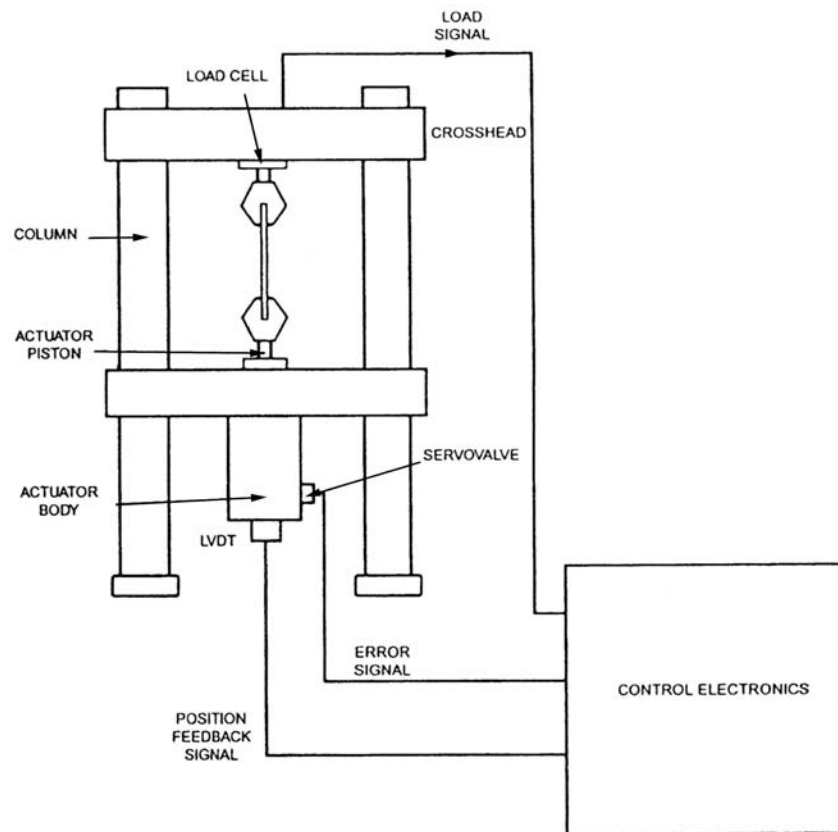 LOAD
SIGNAL
LOAD CELL
CROSSHEAD
COLUMN
ACTUATOR
PISTON
SERVOVALVE
ACTUATOR
BODY
LVDT
ERROR
SIGNAL
CONTROL ELECTRONICS
POSITION
FEEDBACK
SIGNAL